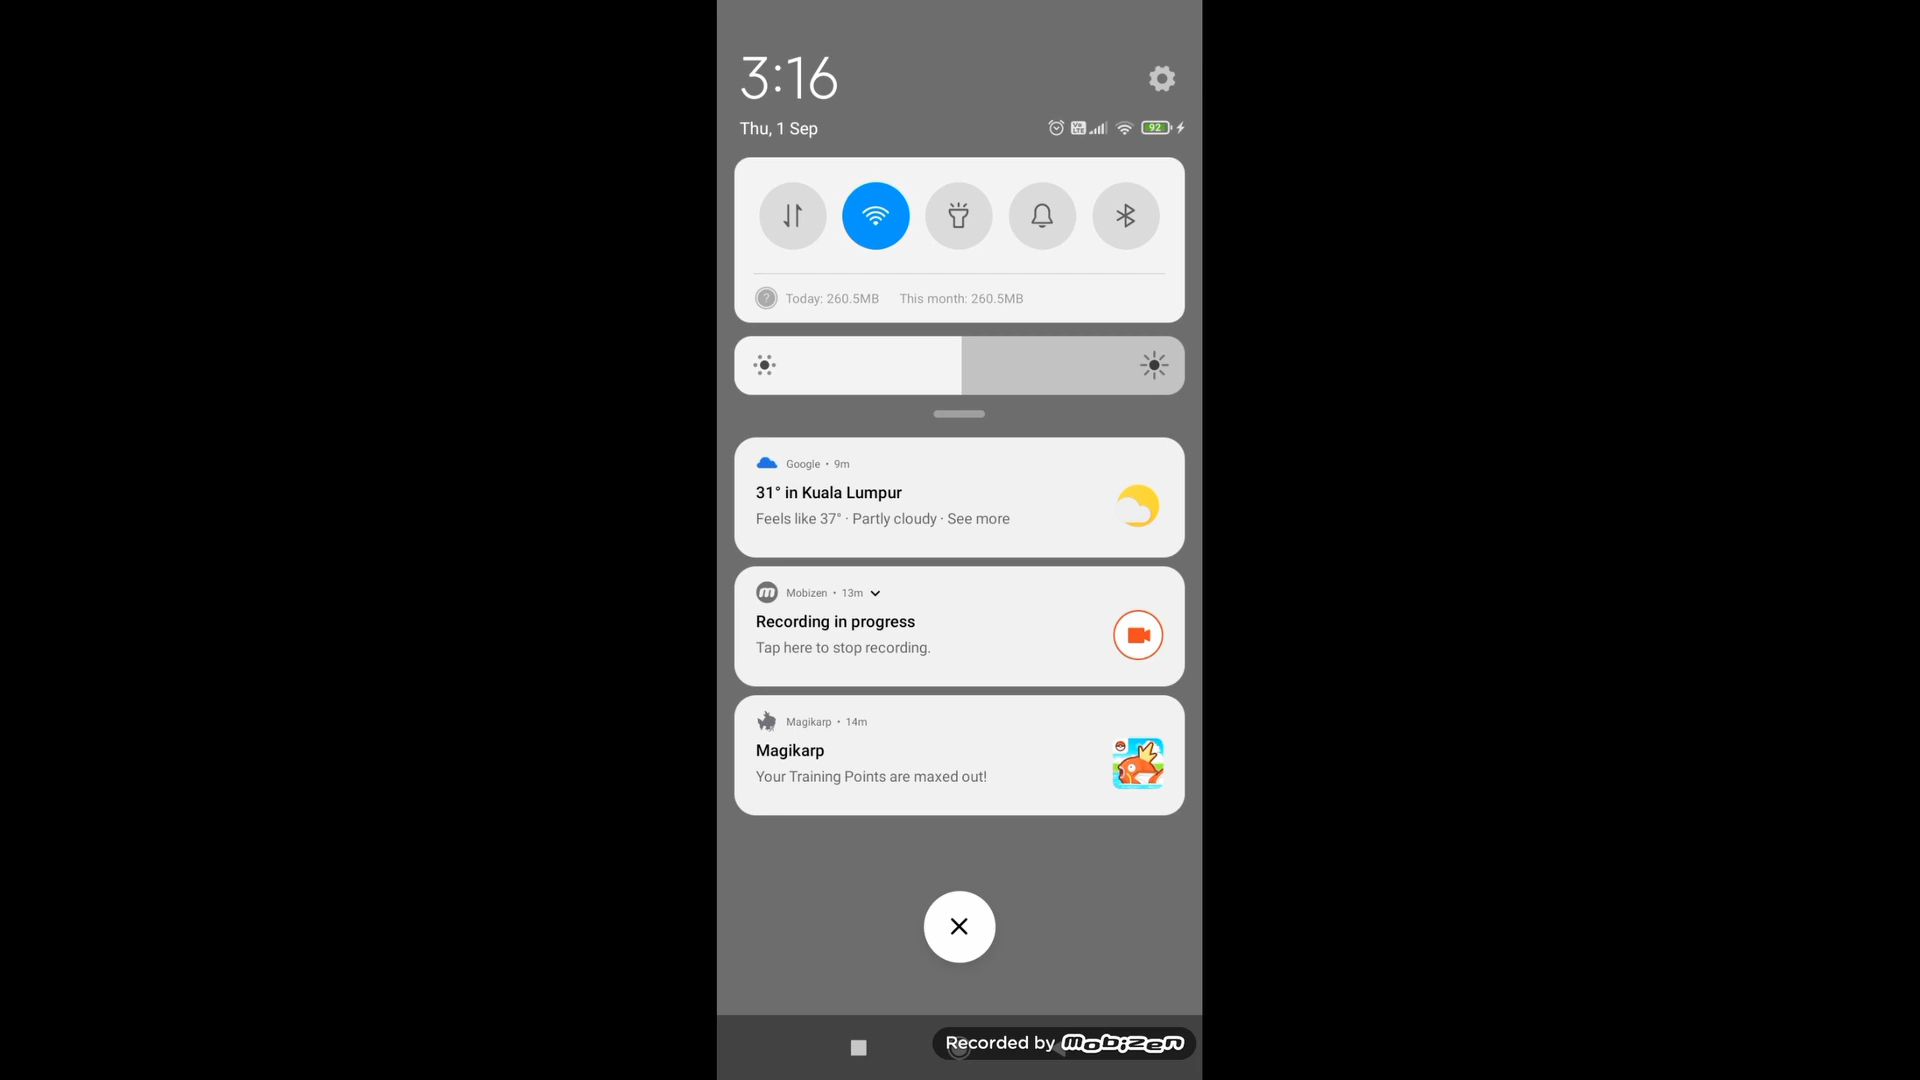 3:16
Thu, 1 Sep
Vo LTE 92
Today: 260.5MB This month: 260.5MB
Google • 9m
31° in Kuala Lumpur
Feels like 37° · Partly cloudy · See more
Mobizen • 13m
Recording in progress
Tap here to stop recording.
Magikarp • 14m
Magikarp
Your Training Points are maxed out!
Recorded by Mobizen